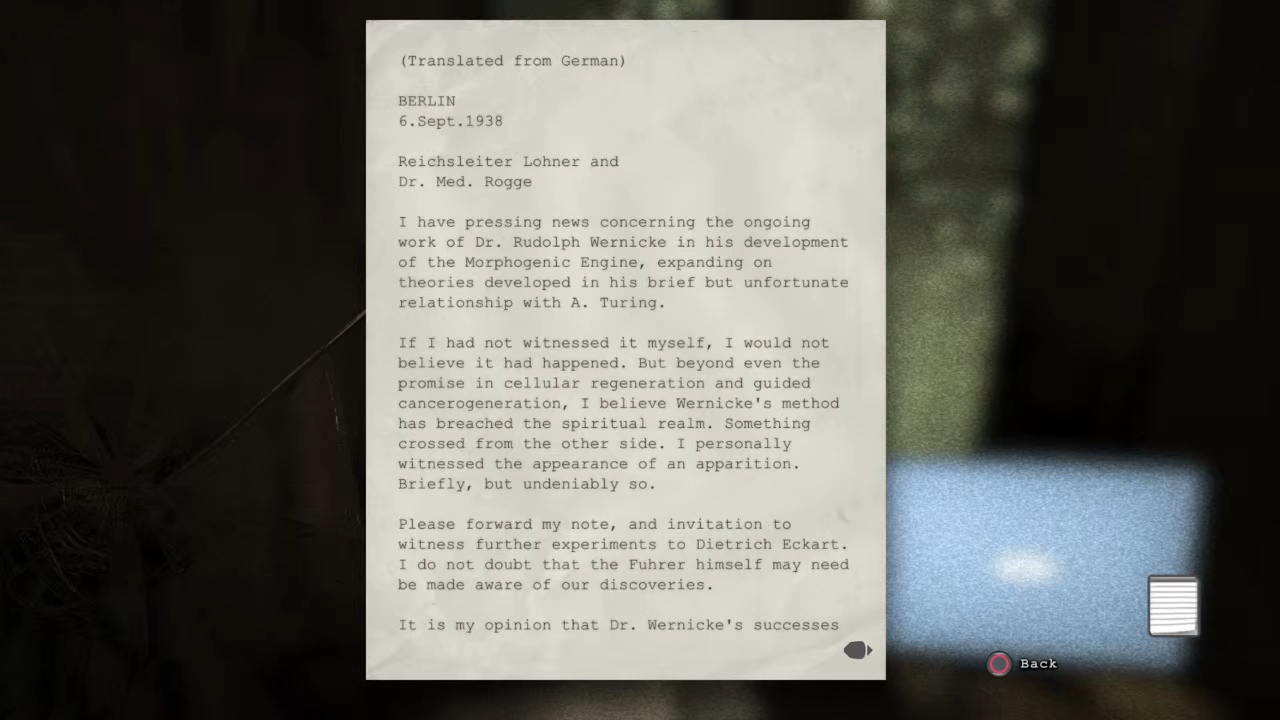 (Translated from German)
BERLIN
6.Sept.1938
Reichsleiter Lohner and
Dr. Med. Rogge
I have pressing news concerning the ongoing
work of Dr. Rudolph Wernicke in his development
of the Morphogenic Engine, expanding on
theories developed in his brief but unfortunate
relationship with A. Turing.
If I had not witnessed it myself, I would not
believe it had happened. But beyond even the
promise in cellular regeneration and guided
cancerogeneration, I believe Wernicke's method
has breached the spiritual realm. Something
crossed from the other side. I personally
witnessed the appearance of an apparition.
Briefly, but undeniably so.
Please forward my note, and invitation to
witness further experiments to Dietrich Eckart.
I do not doubt that the Fuhrer himself may need
be made aware of our discoveries.
It is my opinion that Dr. Wernicke's successes
Back